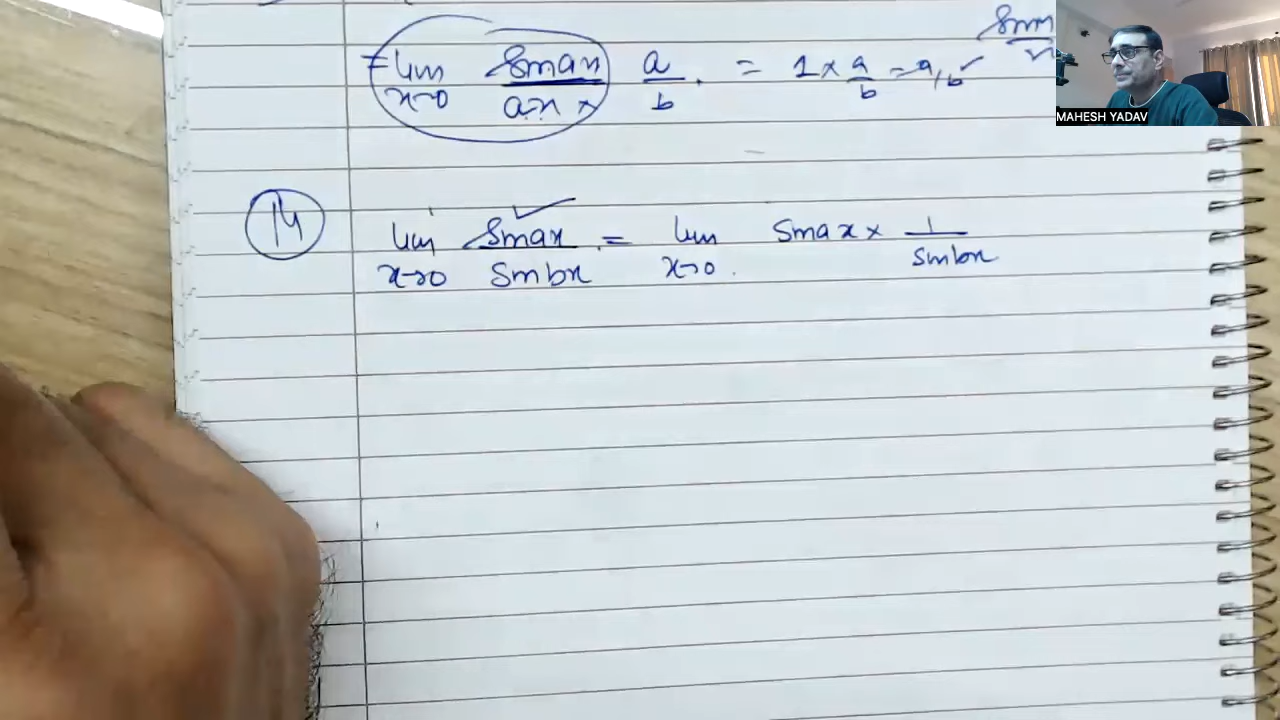 = lim x→0 sin ax / ax × a/b . = 1 × a/b = a/b ✓
MAHESH YADAV
14 lim x→0 sin ax / sin bx . = lim x→0 . sin ax × 1 / sin bx